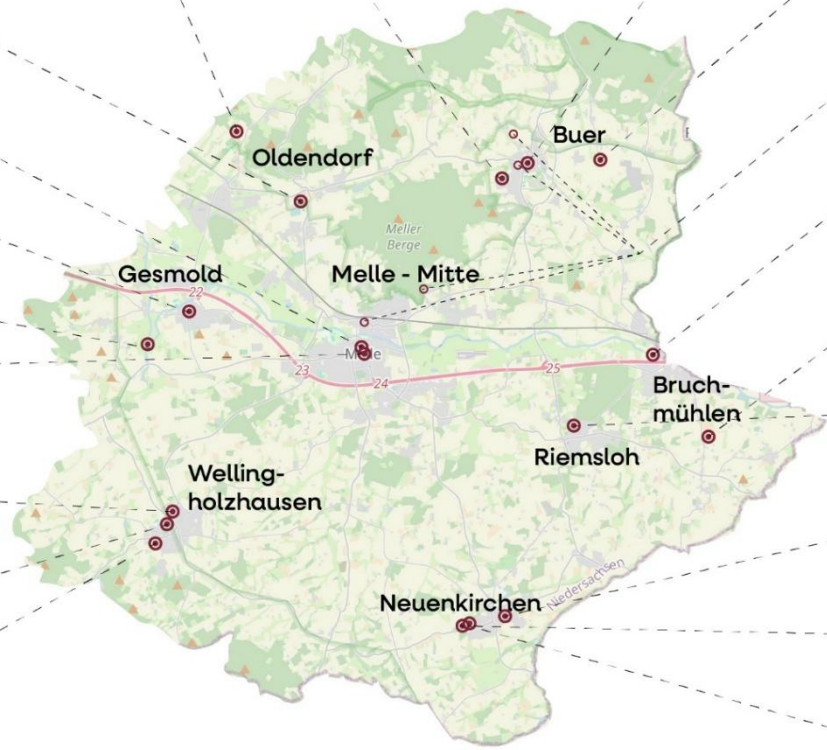 Buer
Oldendorf
Meller
Berge
Gesmold
Melle - Mitte
22
Melle
23
24
25
Bruch-
mühlen
Riemsloh
Welling-
holzhausen
Niedersachsen
Neuenkirchen